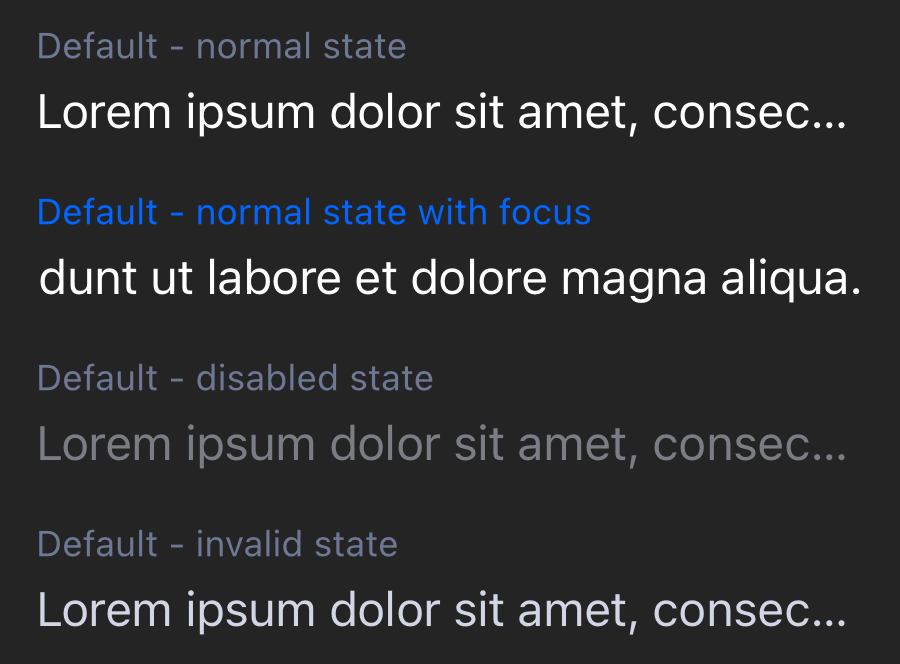 Default - normal state
Lorem ipsum dolor sit amet, consec...
Default - normal state with focus
dunt ut labore et dolore magna aliqua.
Default - disabled state
Lorem ipsum dolor sit amet, consec...
Default - invalid state
Lorem ipsum dolor sit amet, consec...